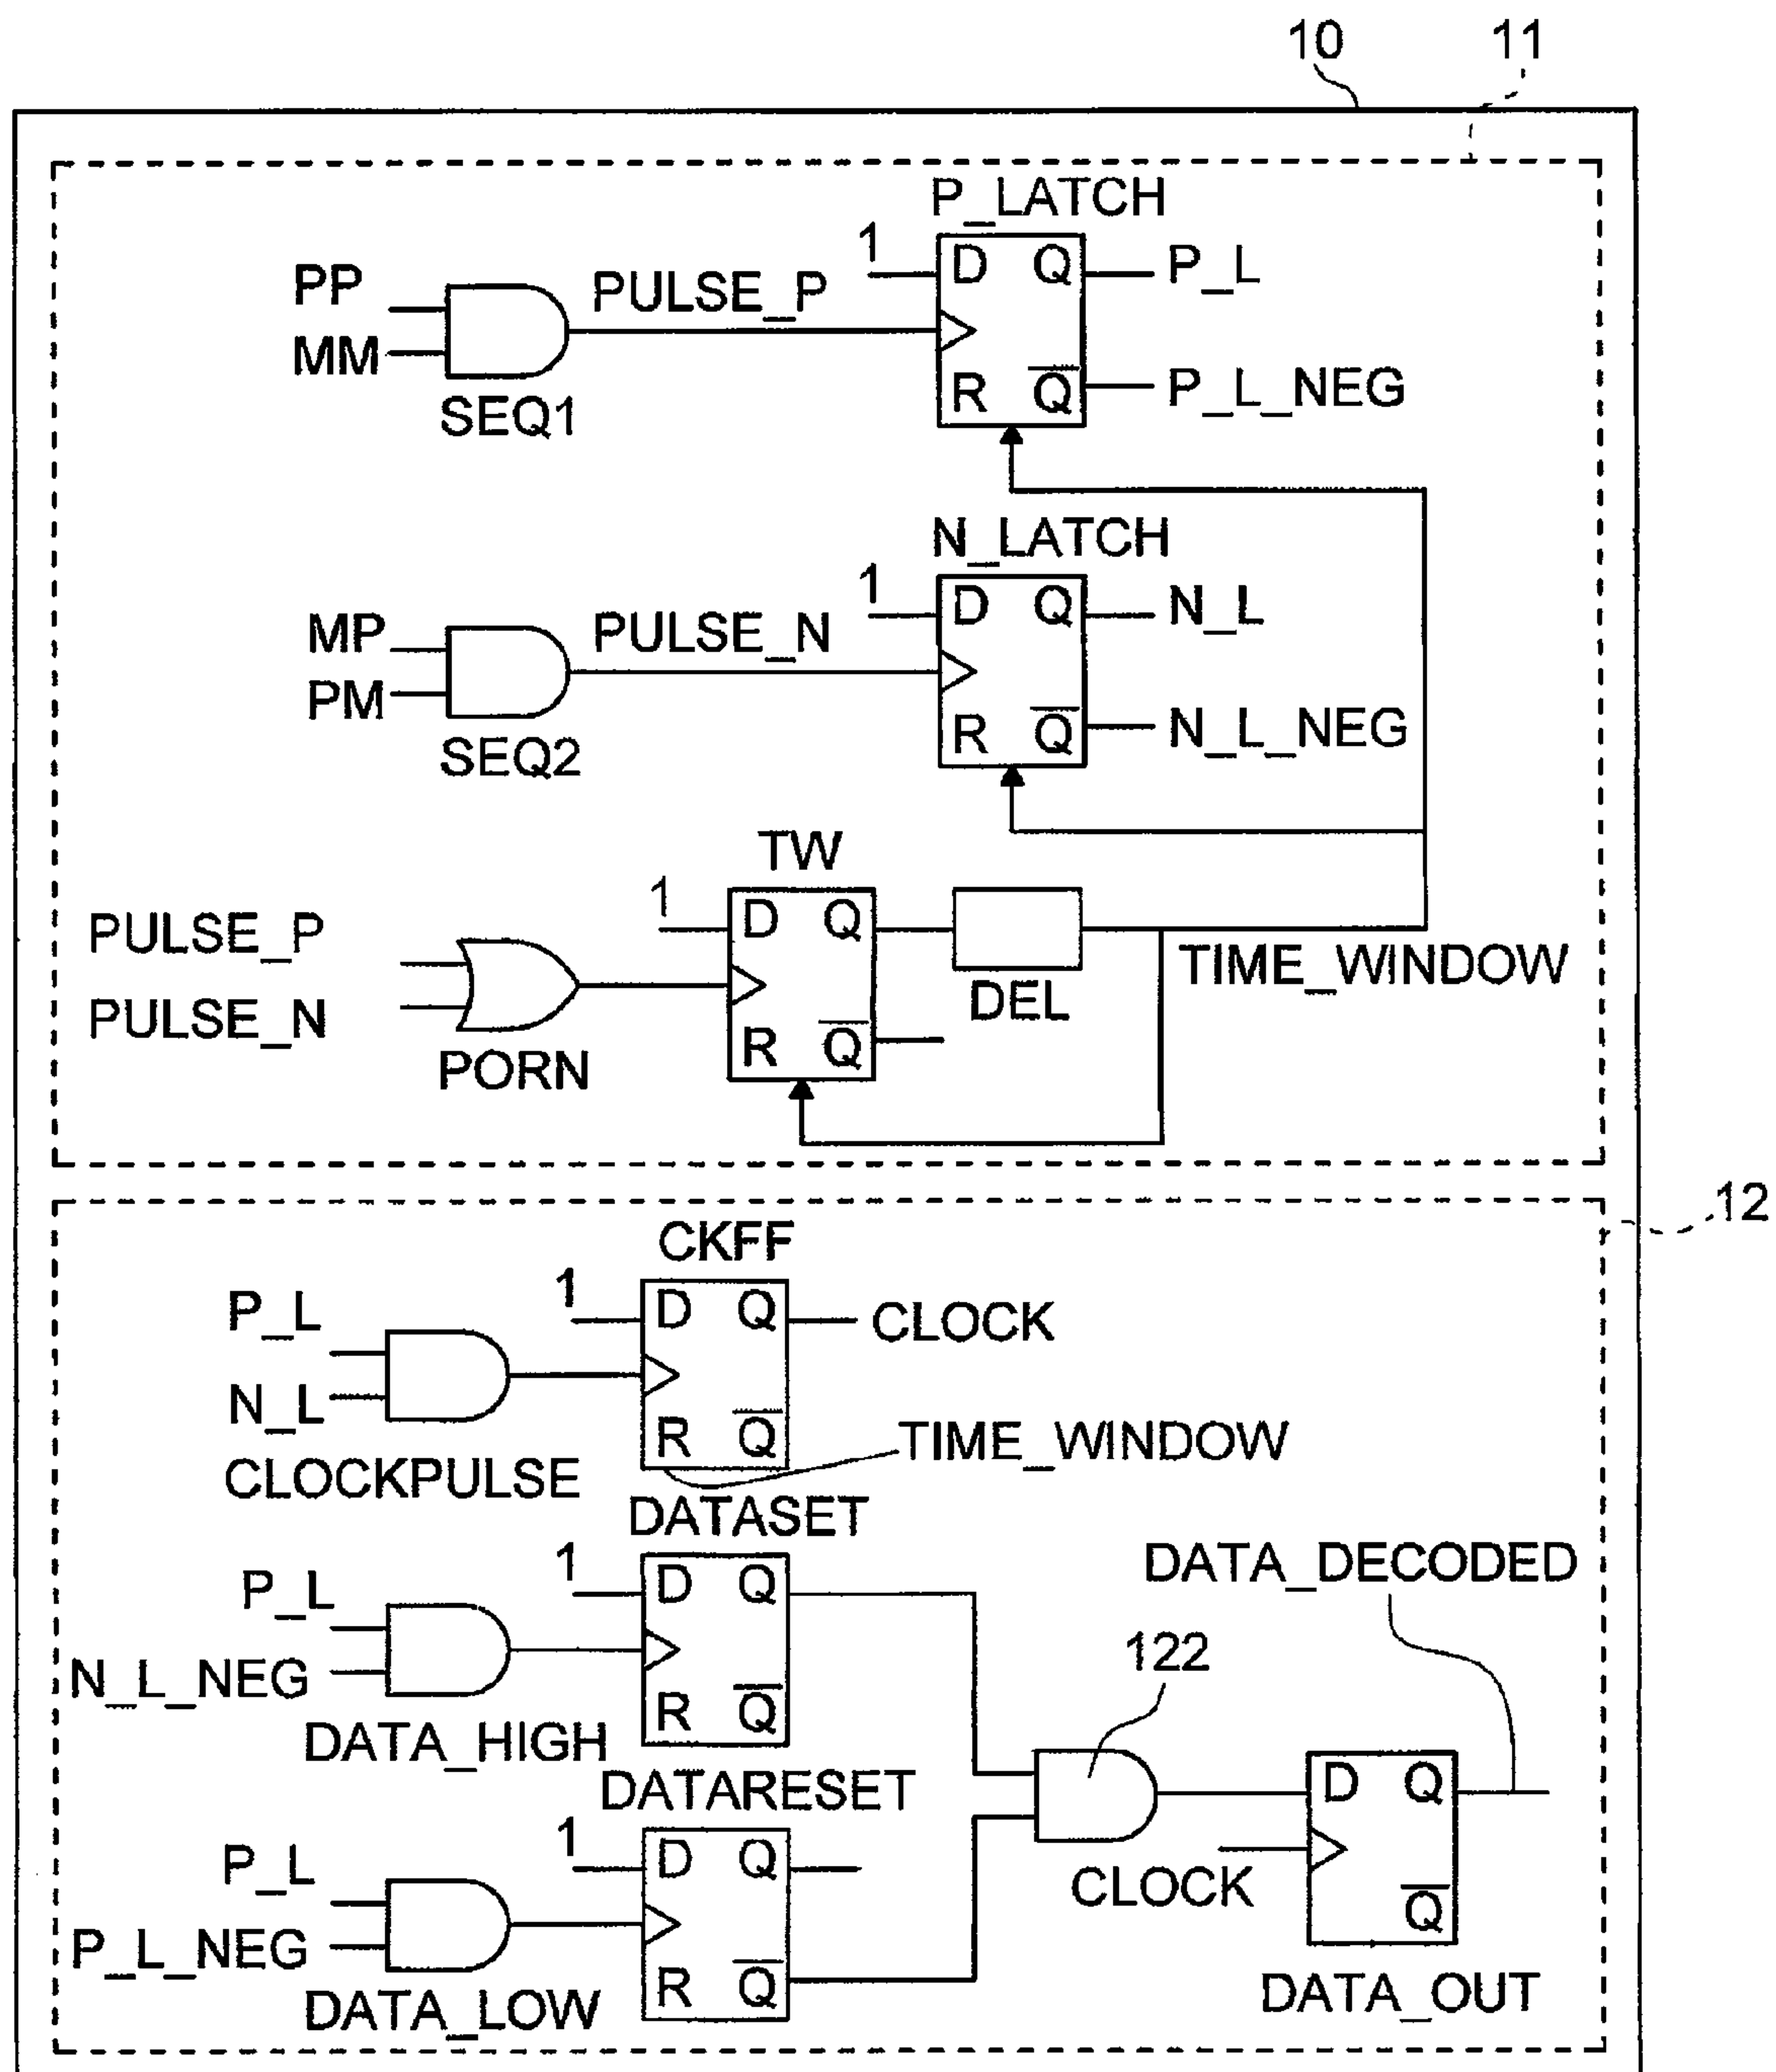 10
11
P_LATCH
1
D
Q
P_L
PP
MM
PULSE_P
R
Q
P_L_NEG
SEQ1
N_LATCH
1
D
Q
N_L
MP
PM
PULSE_N
R
Q
N_L_NEG
SEQ2
TW
1
D
Q
PULSE_P
PULSE_N
TIME_WINDOW
DEL
R
Q
PORN
12
CKFF
1
D
Q
CLOCK
P_L
N_L
R
Q
TIME_WINDOW
CLOCKPULSE
DATASET
1
D
Q
DATA_DECODED
P_L
N_L_NEG
122
R
Q
DATA_HIGH
DATARESET
D
Q
1
D
Q
P_L
P_L_NEG
CLOCK
Q
R
Q
DATA_LOW
DATA_OUT